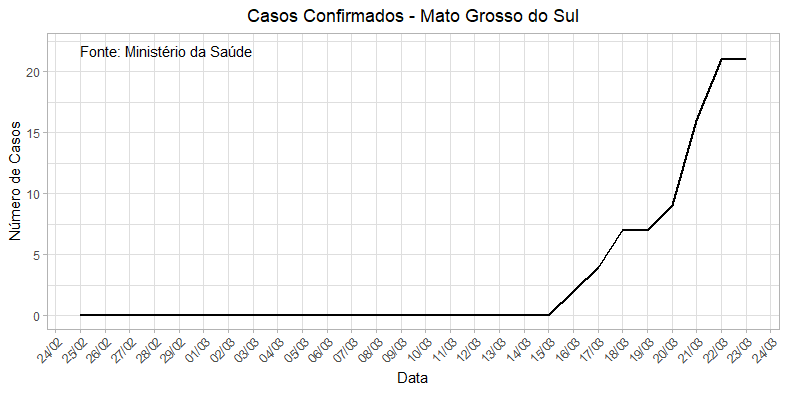 Casos Confirmados - Mato Grosso do Sul
Fonte: Ministério da Saúde
Número de Casos
20
15
10
5
0
24/02 25/02 26/02 27/02 28/02 29/02 01/03 02/03 03/03 04/03 05/03 06/03 07/03 08/03 09/03 10/03 11/03 12/03 13/03 14/03 15/03 16/03 17/03 18/03 19/03 20/03 21/03 22/03 23/03 24/03
Data